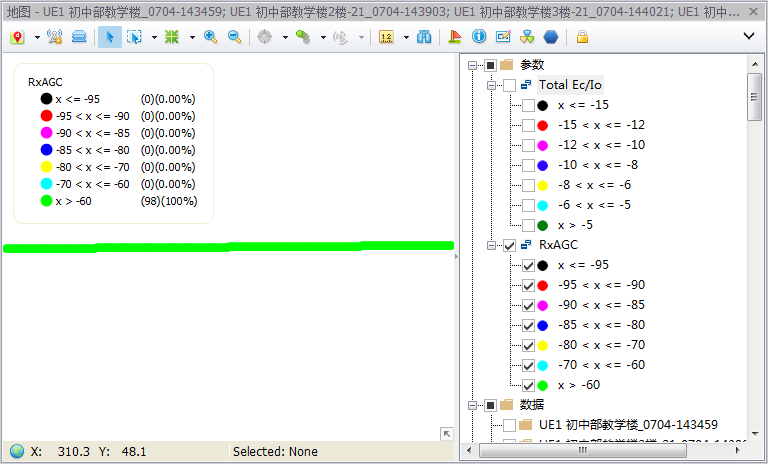 地图 - UE1 初中部教学楼_0704-143459; UE1 初中部教学楼2楼-21_0704-143903; UE1 初中部教学楼3楼-21_0704-144021; UE1 初中...
RxAGC
x <= -95 (0)(0.00%)
-95 < x <= -90 (0)(0.00%)
-90 < x <= -85 (0)(0.00%)
-85 < x <= -80 (0)(0.00%)
-80 < x <= -70 (0)(0.00%)
-70 < x <= -60 (0)(0.00%)
x > -60 (98)(100%)
参数
Total Ec/Io
x <= -15
-15 < x <= -12
-12 < x <= -10
-10 < x <= -8
-8 < x <= -6
-6 < x <= -5
x > -5
RxAGC
x <= -95
-95 < x <= -90
-90 < x <= -85
-85 < x <= -80
-80 < x <= -70
-70 < x <= -60
x > -60
数据
UE1 初中部教学楼_0704-143459
X: 310.3 Y: 48.1 Selected: None